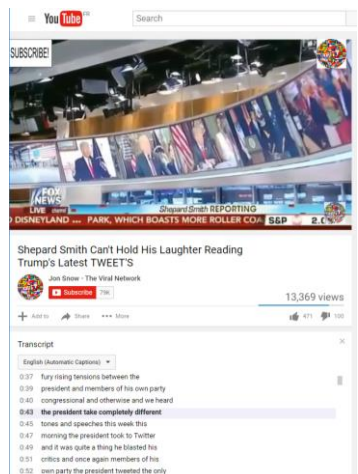 YouTube
Search
SUBSCRIBE!
FOX
NEWS
LIVE
Shepard Smith REPORTING
DISNEYLAND ... PARK, WHICH BOASTS MORE ROLLER COA S&P 2.0%
Shepard Smith Can't Hold His Laughter Reading
Trump's Latest TWEET'S
Jon Snow - The Viral Network
Subscribe 79K
13,369 views
Add to Share More
471 100
Transcript
English (Automatic Captions)
0:37 fury rising tensions between the
0:39 president and members of his own party
0:40 congressional and otherwise and we heard
0:43 the president take completely different
0:45 tones and speeches this week this
0:47 morning the president took to Twitter
0:49 and it was quite a thing he blasted his
0:51 critics and once again members of his
0:52 own party the president tweeted the only